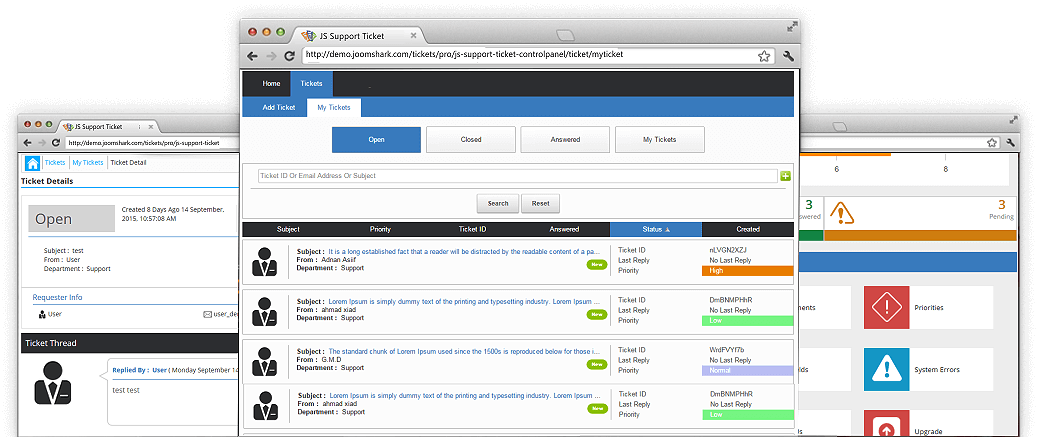 JS Support Ticket
http://demo.joomshark.com/tickets/pro/js-support-ticket-controlpanel/ticket/myticket
Home
Tickets
Add Ticket
My Tickets
Open
Closed
Answered
My Tickets
Ticket ID Or Email Address Or Subject
Search
Reset
Subject
Priority
Ticket ID
Answered
Status
Created
Subject : It is a long established fact that a reader will be distracted by the readable content of a pa...
From : Adnan Asiif
Department : Support
New
Ticket ID nLVGN2XZJ
Last Reply No Last Reply
Priority High
Subject : Lorem Ipsum is simply dummy text of the printing and typesetting industry. Lorem Ipsum ...
From : ahmad xiad
Department : Support
New
Ticket ID DmBNMPHhR
Last Reply No Last Reply
Priority Low
Subject : The standard chunk of Lorem Ipsum used since the 1500s is reproduced below for those i...
From : G.M.D
Department : Support
New
Ticket ID WrdFVYf7b
Last Reply No Last Reply
Priority Normal
Subject : Lorem Ipsum is simply dummy text of the printing and typesetting industry. Lorem Ipsum ...
From : ahmad xiad
Department : Support
New
Ticket ID DmBNMPHhR
Last Reply No Last Reply
Priority Low
JS Support Ticket
http://demo.joomshark.com/tickets/pro/js-support-ticket
Tickets
My Tickets
Ticket Detail
Ticket Details
Open
Created 8 Days Ago 14 September.
2015, 10:57:08 AM
Subject : test
From : User
Department : Support
Requester Info
User
user_de
Ticket Thread
Replied By : User ( Monday September 14
test test
6
8
3
swered
3
Pending
nents
Priorities
lds
System Errors
ls
Upgrade